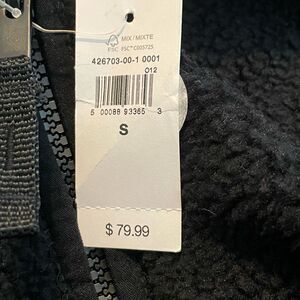 FSC
MIX/MIXTE
FSC® C005725
426703-00-1 0001
012
5 00088 93365 3
S
$ 79.99